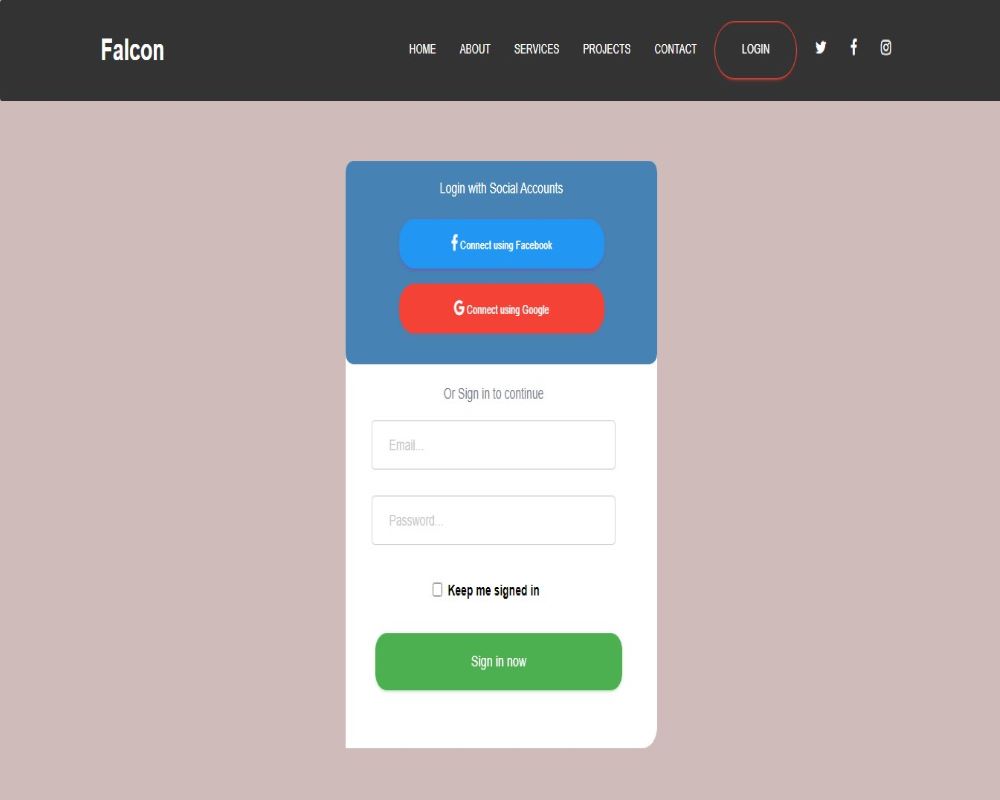 Falcon
HOME ABOUT SERVICES PROJECTS CONTACT LOGIN
Login with Social Accounts
Connect using Facebook
Connect using Google
Or Sign in to continue
Email...
Password...
Keep me signed in
Sign in now